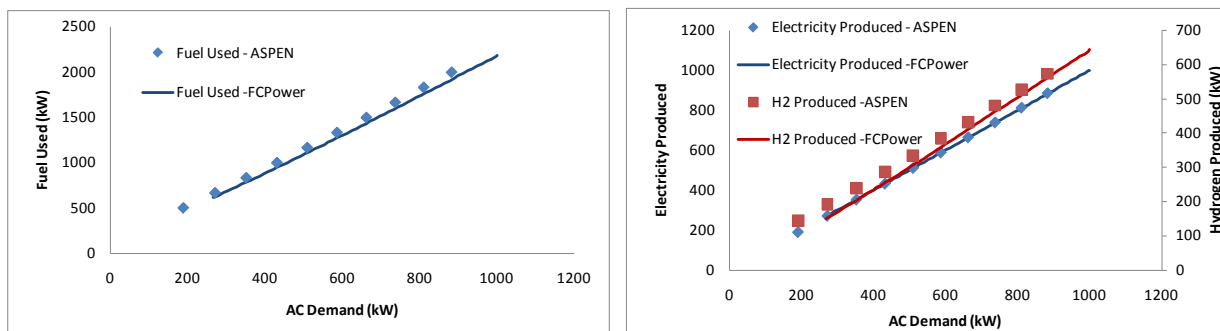 2500
2000
1500
1000
500
0
Fuel Used (kW)
Fuel Used - ASPEN
Fuel Used -FCPower
0 200 400 600 800 1000 1200
AC Demand (kW)
1200
1000
800
600
400
200
0
Electricity Produced
Electricity Produced - ASPEN
Electricity Produced -FCPower
H2 Produced -ASPEN
H2 Produced -FCPower
700
600
500
400
300
200
100
0
Hydrogen Produced (kW)
0 200 400 600 800 1000 1200
AC Demand (kW)